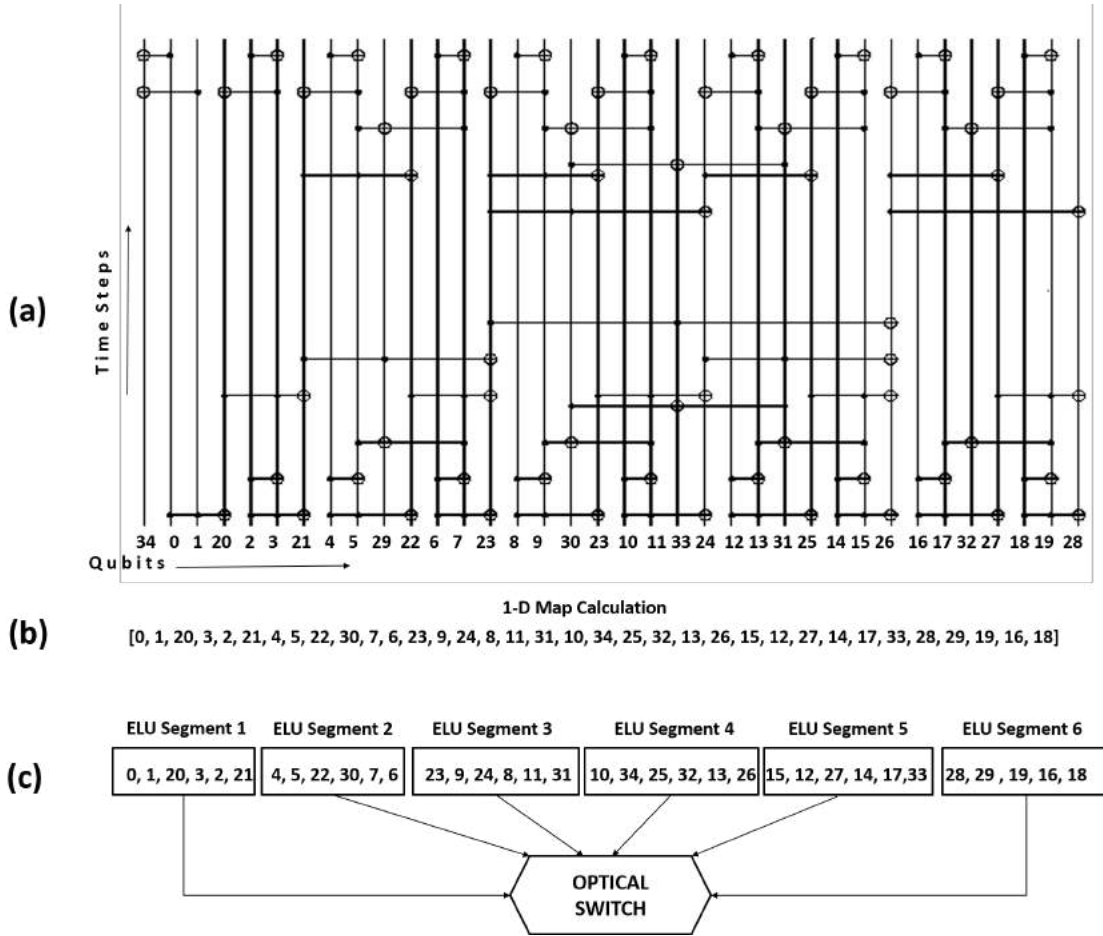 (a)
Time Steps
34 0 1 20 2 3 21 4 5 29 22 6 7 23 8 9 30 23 10 11 33 24 12 13 31 25 14 15 26 16 17 32 27 18 19 28
Qubits
1-D Map Calculation
(b)
[0, 1, 20, 3, 2, 21, 4, 5, 22, 30, 7, 6, 23, 9, 24, 8, 11, 31, 10, 34, 25, 32, 13, 26, 15, 12, 27, 14, 17, 33, 28, 29, 19, 16, 18]
ELU Segment 1 ELU Segment 2 ELU Segment 3 ELU Segment 4 ELU Segment 5 ELU Segment 6
(c)
0, 1, 20, 3, 2, 21 4, 5, 22, 30, 7, 6 23, 9, 24, 8, 11, 31 10, 34, 25, 32, 13, 26 15, 12, 27, 14, 17,33 28, 29 , 19, 16, 18
OPTICAL
SWITCH